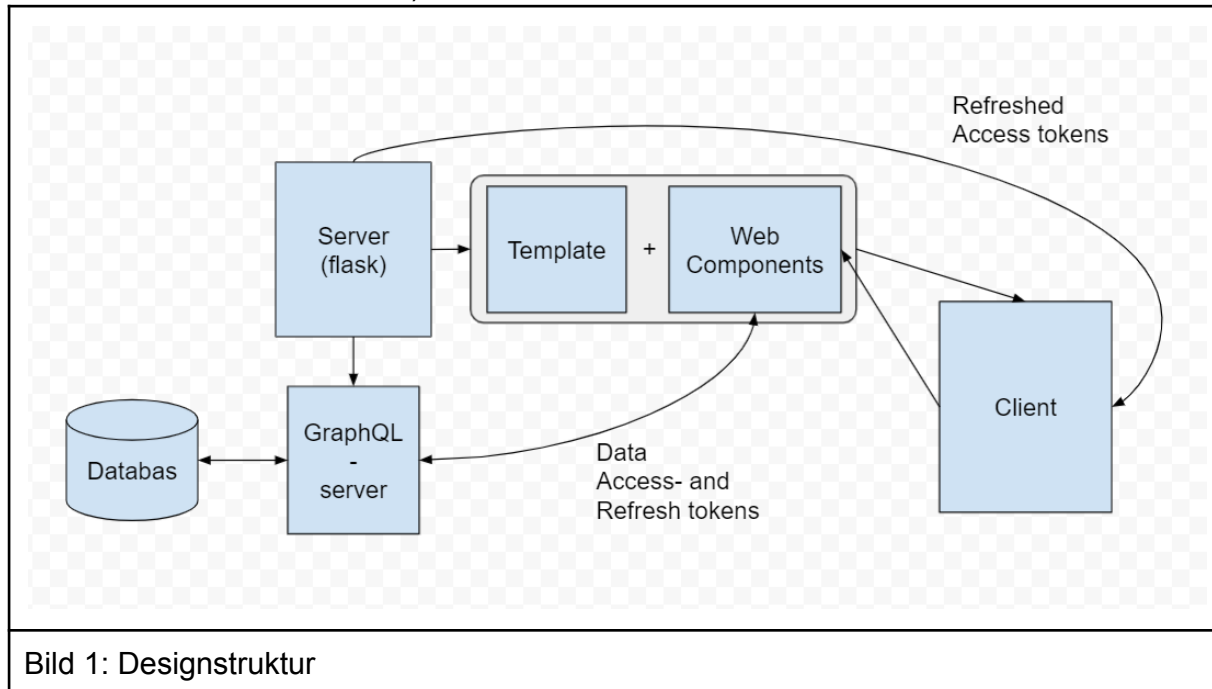 Refreshed
Access tokens
Server
(flask)
Template
+
Web
Components
Client
Databas
GraphQL
-
server
Data
Access- and
Refresh tokens
Bild 1: Designstruktur